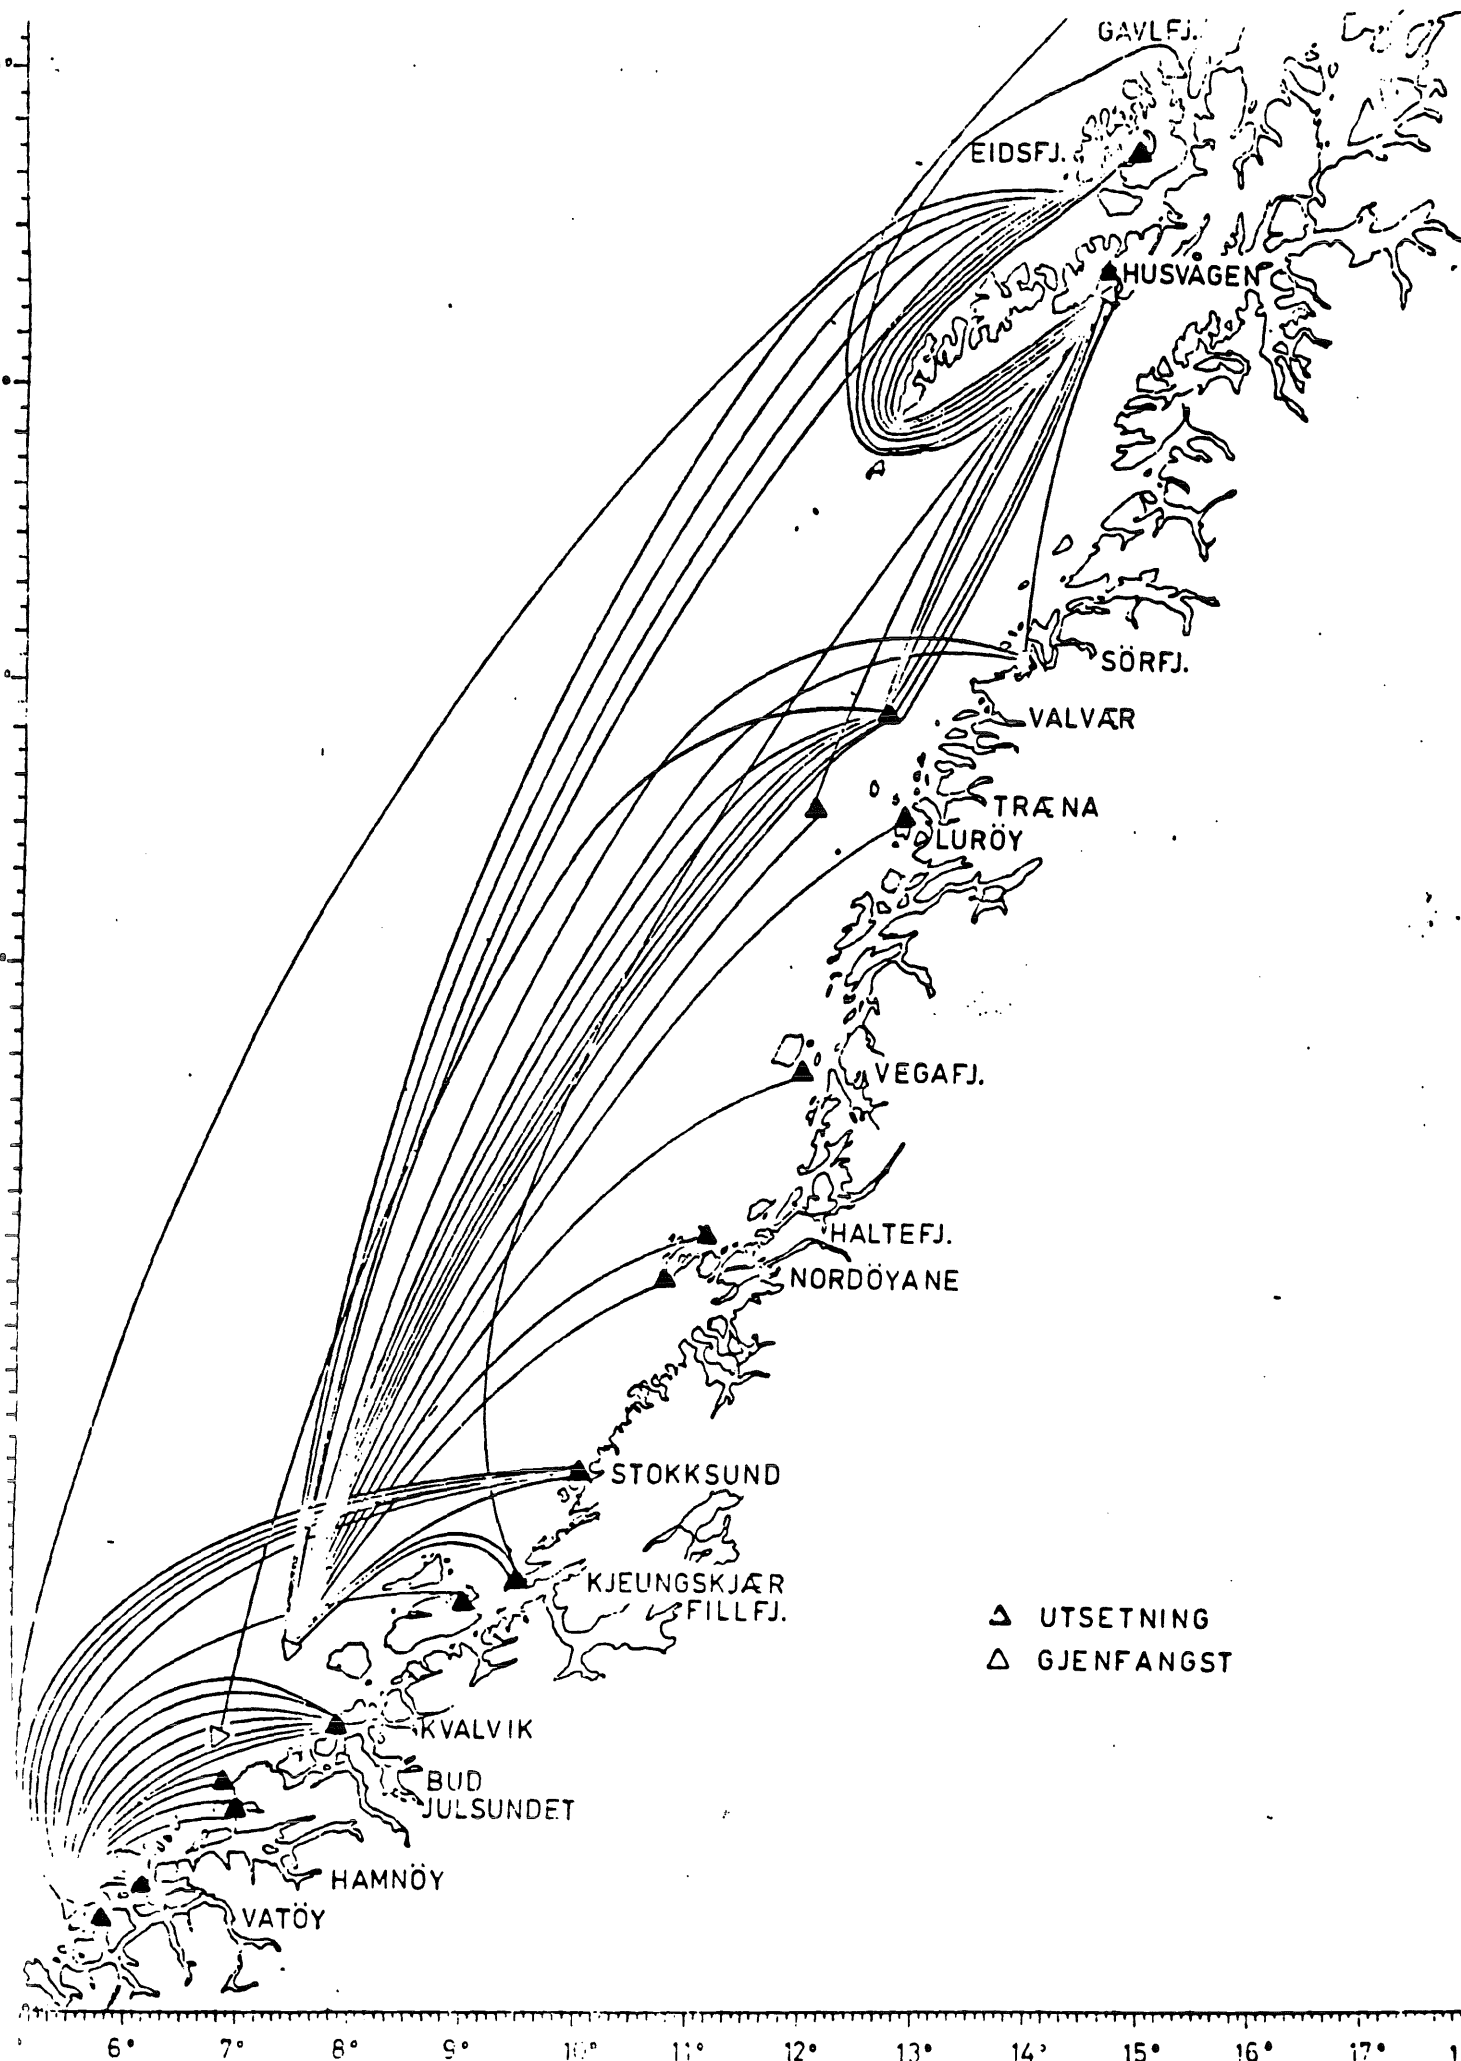 GAVLFJ.
EIDSFJ.
HUSVÅGEN
SÖRFJ.
VALVÆR
TRÆNA
LURÖY
VEGAFJ.
HALTEFJ.
NORDÖYANE
STOKKSUND
KJEUNGSKJÆR
FILLFJ.
▲ UTSETNING
△ GJENFANGST
KVALVIK
BUD
JULSUNDET
HAMNÖY
VATÖY
6° 7° 8° 9° 10° 11° 12° 13° 14° 15° 16° 17°